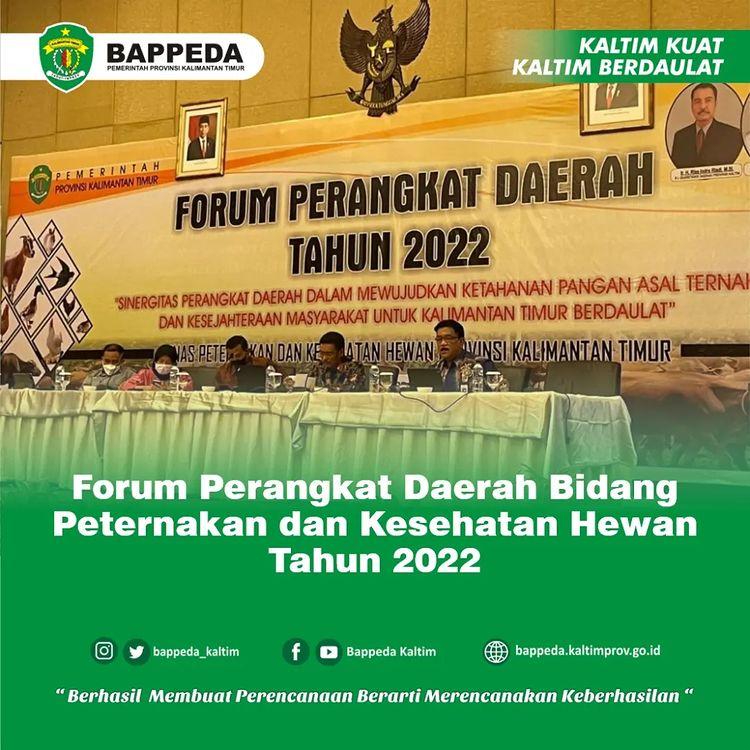 BAPPEDA
PEMERINTAH PROVINSI KALIMANTAN TIMUR
KALTIM KUAT
KALTIM BERDAULAT
PEMERINTAH
PROVINSI KALIMANTAN TIMUR
FORUM PERANGKAT DAERAH
TAHUN 2022
"SINERGITAS PERANGKAT DAERAH DALAM MEWUJUDKAN KETAHANAN PANGAN ASAL TERNAK
DAN KESEJAHTERAAN MASYARAKAT UNTUK KALIMANTAN TIMUR BERDAULAT"
DAN HEWAN KALIMANTAN TIMUR
Forum Perangkat Daerah Bidang
Peternakan dan Kesehatan Hewan
Tahun 2022
bappeda_kaltim
Bappeda Kaltim
bappeda.kaltimprov.go.id
" Berhasil Membuat Perencanaan Berarti Merencanakan Keberhasilan "